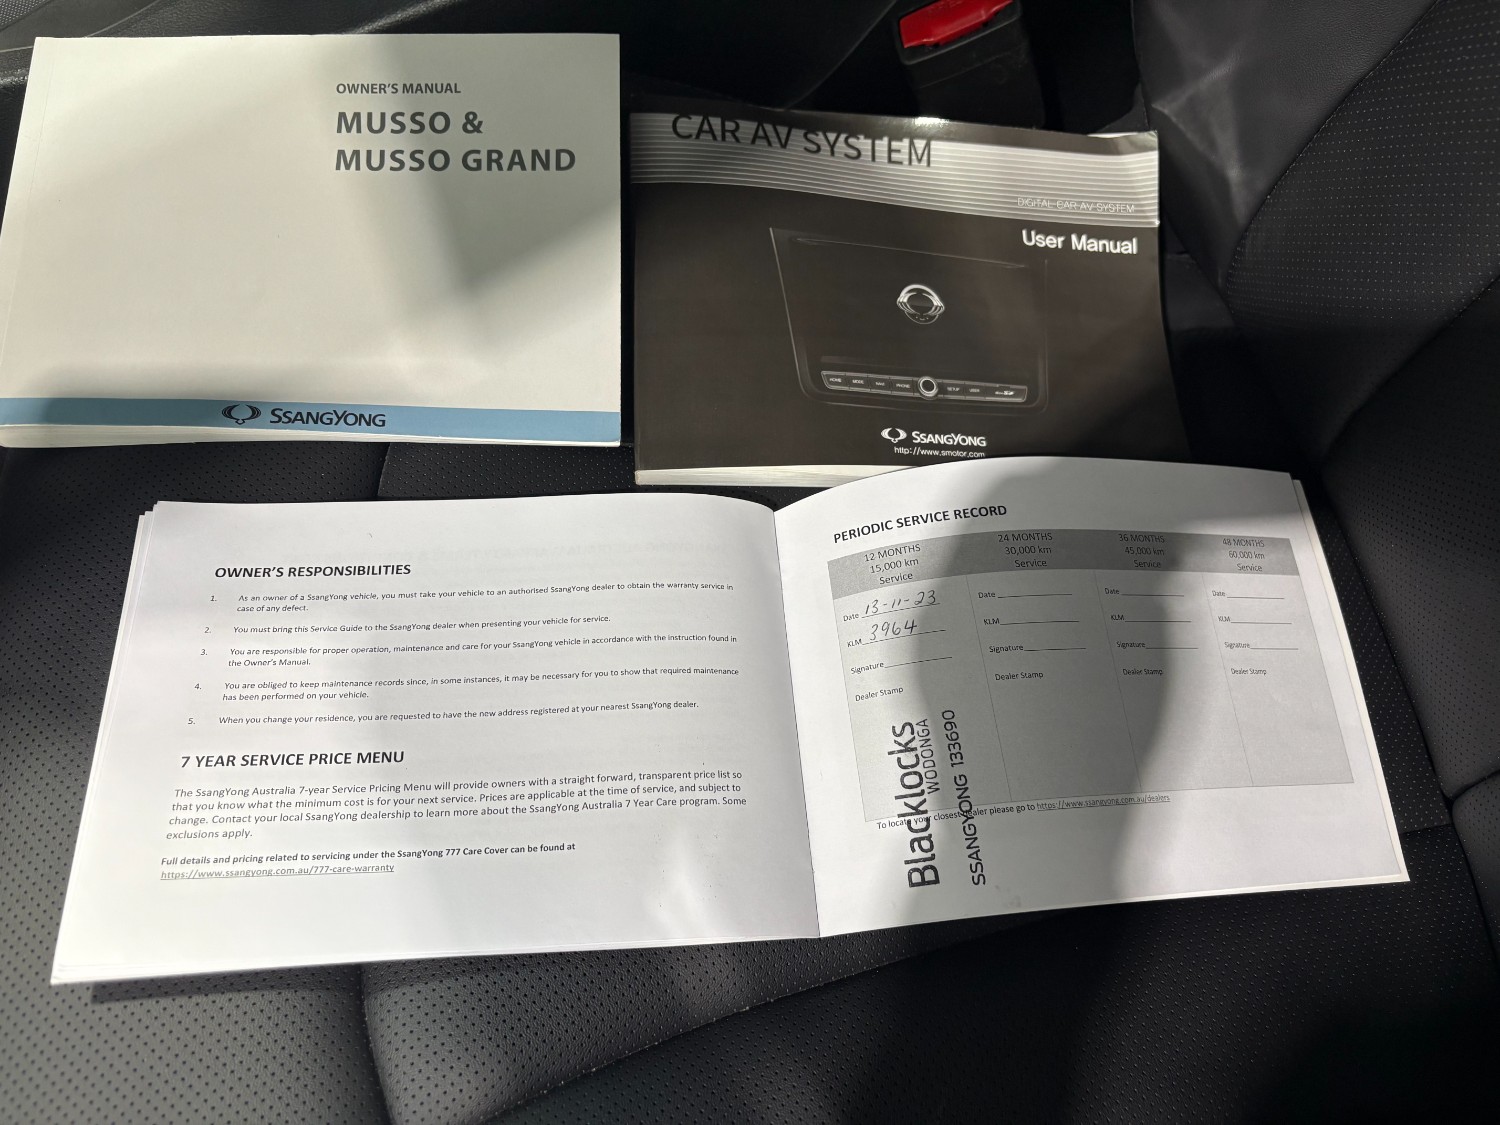 OWNER'S MANUAL
MUSSO &
MUSSO GRAND
SSANGYONG
CAR AV SYSTEM
DIGITAL CAR AV SYSTEM
User Manual
HOME MODE NAVI PHONE SETUP
SSANGYONG
http://www.smotor.com
OWNER'S RESPONSIBILITIES
1. As an owner of a SsangYong vehicle, you must take your vehicle to an authorised SsangYong dealer to obtain the warranty service in
case of any defect.
2. You must bring this Service Guide to the SsangYong dealer when presenting your vehicle for service.
3. You are responsible for proper operation, maintenance and care for your SsangYong vehicle in accordance with the instruction found in
the Owner's Manual.
4. You are obliged to keep maintenance records since, in some instances, it may be necessary for you to show that required maintenance
has been performed on your vehicle.
5. When you change your residence, you are requested to have the new address registered at your nearest SsangYong dealer.
7 YEAR SERVICE PRICE MENU
The SsangYong Australia 7-year Service Pricing Menu will provide owners with a straight forward, transparent price list so
that you know what the minimum cost is for your next service. Prices are applicable at the time of service, and subject to
change. Contact your local SsangYong dealership to learn more about the SsangYong Australia 7 Year Care program. Some
exclusions apply.
Full details and pricing related to servicing under the SsangYong 777 Care Cover can be found at
https://www.ssangyong.com.au/777-care-warranty
PERIODIC SERVICE RECORD
12 MONTHS
15,000 km
Service
Date 13-11-23
KLM 3964
Signature
Dealer Stamp
Blacklocks
WODONGA
SSANGYONG 133690
24 MONTHS
30,000 km
Service
Date
KLM
Signature
Dealer Stamp
36 MONTHS
45,000 km
Service
Date
KLM
Signature
Dealer Stamp
48 MONTHS
60,000 km
Service
Date
KLM
Signature
Dealer Stamp
To locate your closest dealer please go to https://www.ssangyong.com.au/dealers